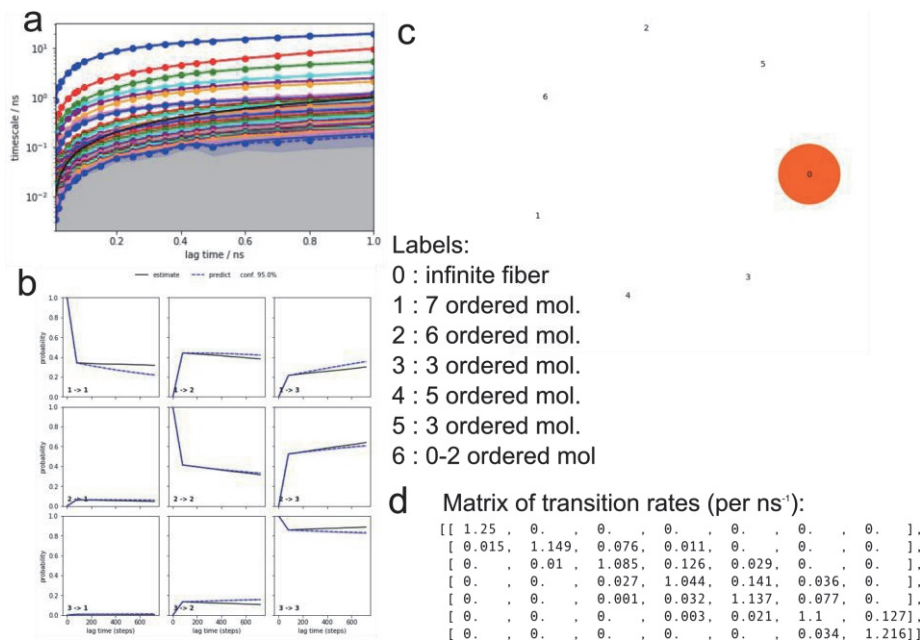 a
10¹
10⁰
10⁻¹
10⁻²
timescale / ns
0.2 0.4 0.6 0.8 1.0
lag time / ns
c
2
5
6
0
1
3
4
Labels:
0 : infinite fiber
1 : 7 ordered mol.
2 : 6 ordered mol.
3 : 3 ordered mol.
4 : 5 ordered mol.
5 : 3 ordered mol.
6 : 0-2 ordered mol
b
estimate predict conf. 95.0%
1.0
0.8
0.6
0.4
0.2
0.0
probability
1 -> 1 1 -> 2 1 -> 3
1.0
0.8
0.6
0.4
0.2
0.0
probability
2 -> 1 2 -> 2 2 -> 3
1.0
0.8
0.6
0.4
0.2
0.0
probability
3 -> 1 3 -> 2 3 -> 3
0 200 400 600 0 200 400 600 0 200 400 600
lag time (steps) lag time (steps) lag time (steps)
d Matrix of transition rates (per ns⁻¹):
[[ 1.25 , 0. , 0. , 0. , 0. , 0. , 0. ],
[ 0.015, 1.149, 0.076, 0.011, 0. , 0. , 0. ],
[ 0. , 0.01 , 1.085, 0.126, 0.029, 0. , 0. ],
[ 0. , 0. , 0.027, 1.044, 0.141, 0.036, 0. ],
[ 0. , 0. , 0.001, 0.032, 1.137, 0.077, 0. ],
[ 0. , 0. , 0. , 0.003, 0.021, 1.1 , 0.127],
[ 0. , 0. , 0. , 0. , 0. , 0.034, 1.216]]